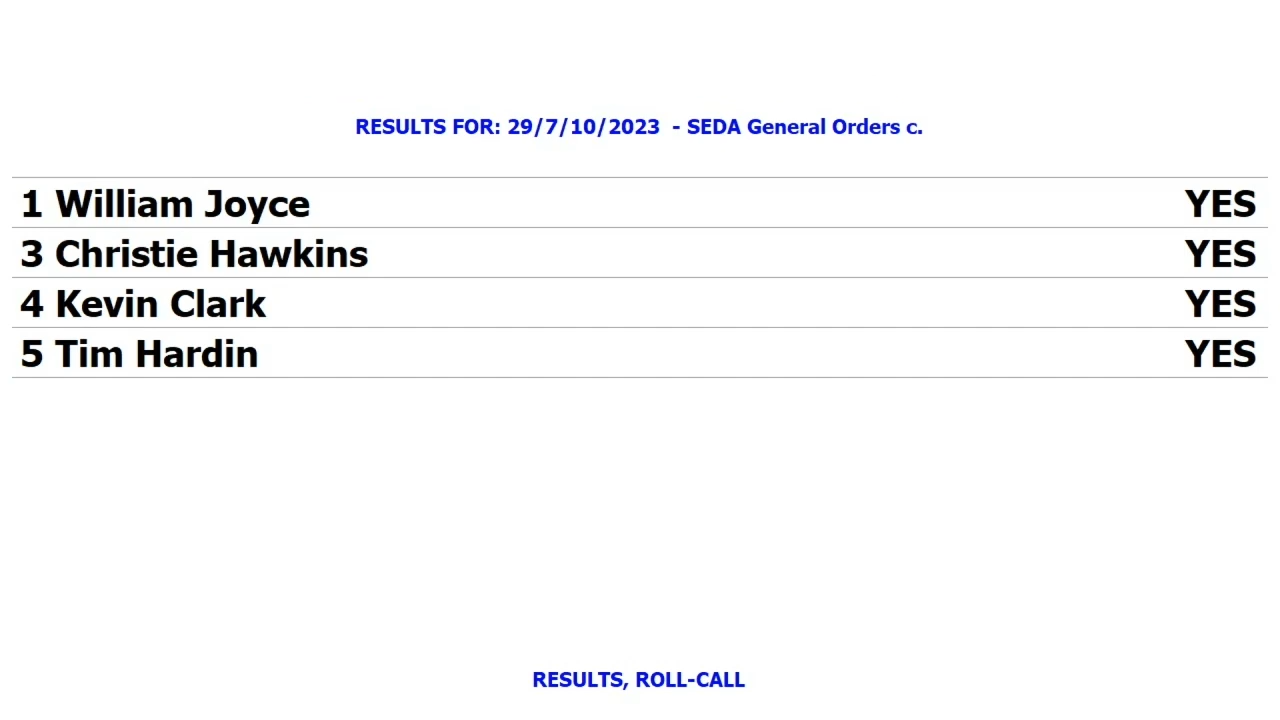 RESULTS FOR: 29/7/10/2023 - SEDA General Orders c.
1 William Joyce YES
3 Christie Hawkins YES
4 Kevin Clark YES
5 Tim Hardin YES
RESULTS, ROLL-CALL